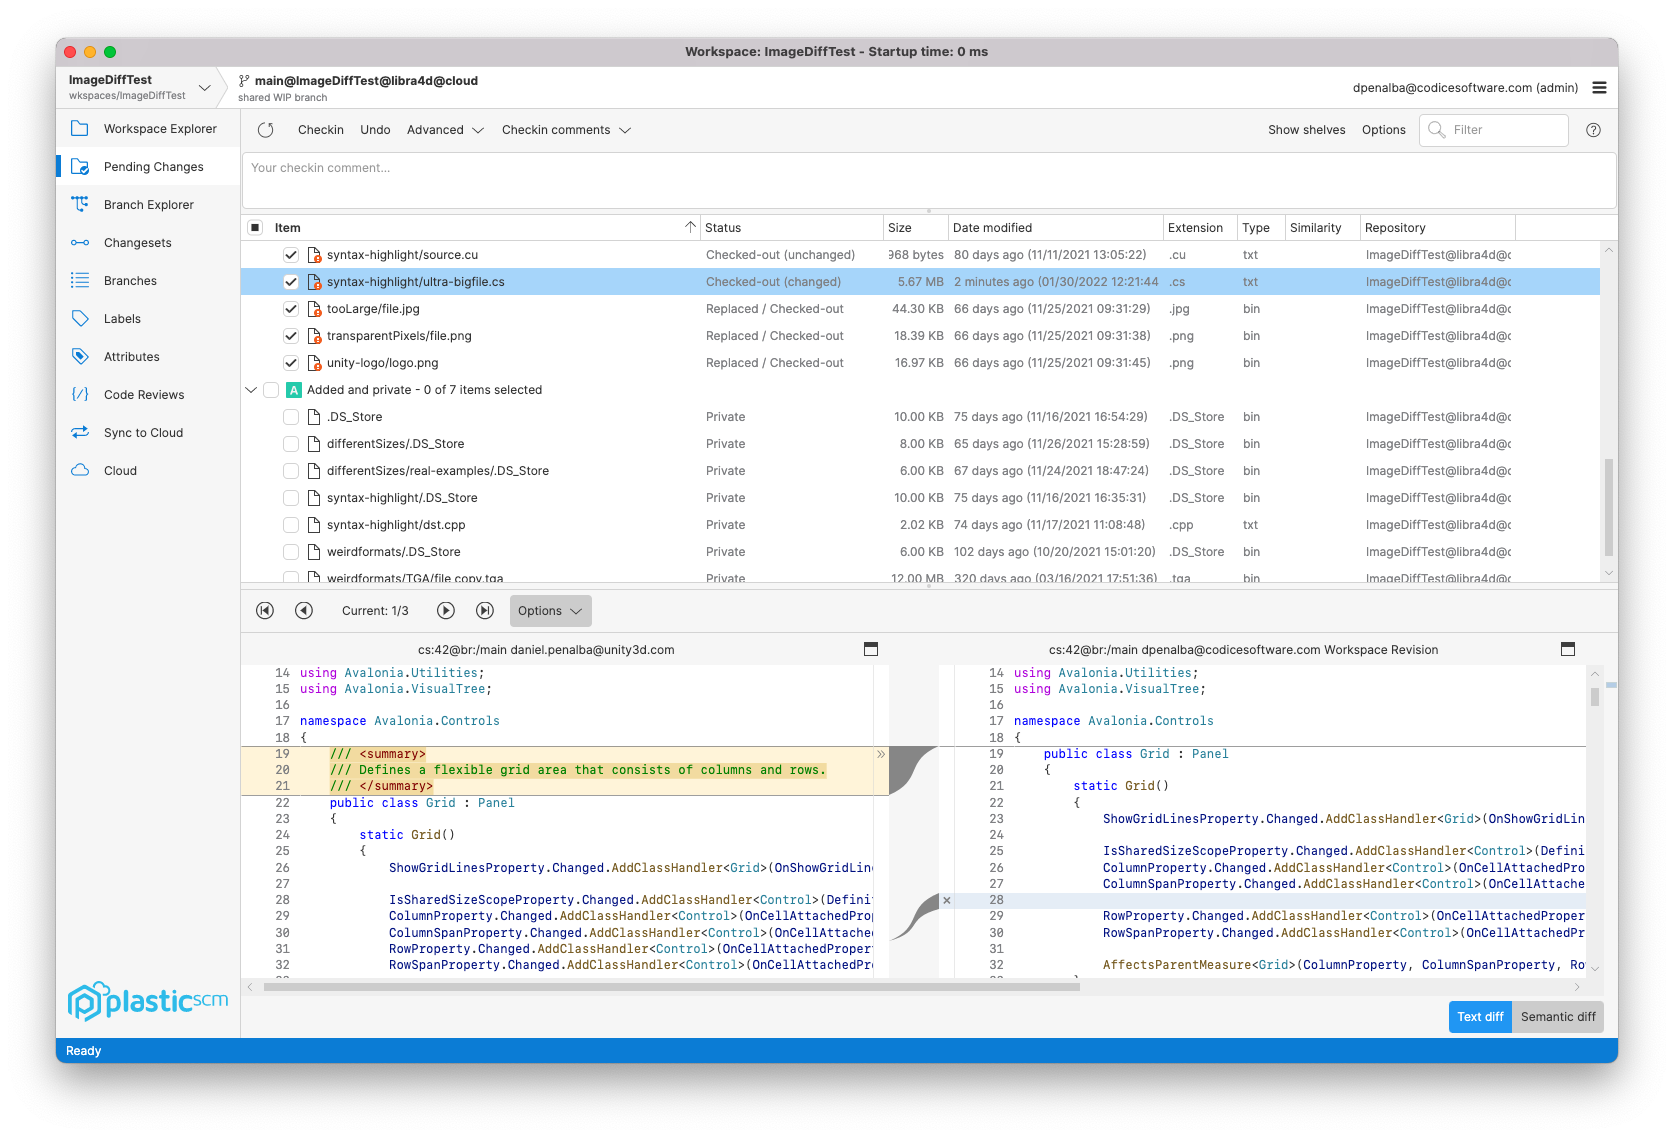 Workspace: ImageDiffTest - Startup time: 0 ms
ImageDiffTest
wkspaces/ImageDiffTest
main@ImageDiffTest@libra4d@cloud
shared WIP branch
dpenalba@codicesoftware.com (admin)
Workspace Explorer
Pending Changes
Branch Explorer
Changesets
Branches
Labels
Attributes
Code Reviews
Sync to Cloud
Cloud
Checkin Undo Advanced Checkin comments Show shelves Options Filter
Your checkin comment...
Item Status Size Date modified Extension Type Similarity Repository
syntax-highlight/source.cu Checked-out (unchanged) 968 bytes 80 days ago (11/11/2021 13:05:22) .cu txt ImageDiffTest@libra4d@c
syntax-highlight/ultra-bigfile.cs Checked-out (changed) 5.67 MB 2 minutes ago (01/30/2022 12:21:44 .cs txt ImageDiffTest@libra4d@c
tooLarge/file.jpg Replaced / Checked-out 44.30 KB 66 days ago (11/25/2021 09:31:29) .jpg bin ImageDiffTest@libra4d@c
transparentPixels/file.png Replaced / Checked-out 18.39 KB 66 days ago (11/25/2021 09:31:38) .png bin ImageDiffTest@libra4d@c
unity-logo/logo.png Replaced / Checked-out 16.97 KB 66 days ago (11/25/2021 09:31:45) .png bin ImageDiffTest@libra4d@c
A Added and private - 0 of 7 items selected
.DS_Store Private 10.00 KB 75 days ago (11/16/2021 16:54:29) .DS_Store bin ImageDiffTest@libra4d@c
differentSizes/.DS_Store Private 8.00 KB 65 days ago (11/26/2021 15:28:59) .DS_Store bin ImageDiffTest@libra4d@c
differentSizes/real-examples/.DS_Store Private 6.00 KB 67 days ago (11/24/2021 18:47:24) .DS_Store bin ImageDiffTest@libra4d@c
syntax-highlight/.DS_Store Private 10.00 KB 75 days ago (11/16/2021 16:35:31) .DS_Store bin ImageDiffTest@libra4d@c
syntax-highlight/dst.cpp Private 2.02 KB 74 days ago (11/17/2021 11:08:48) .cpp txt ImageDiffTest@libra4d@c
weirdformats/.DS_Store Private 6.00 KB 102 days ago (10/20/2021 15:01:20) .DS_Store bin ImageDiffTest@libra4d@c
weirdformats/TGA/file copy.tga Private 12.00 MB 320 days ago (03/16/2021 17:51:36) .tga bin ImageDiffTest@libra4d@c
Current: 1/3 Options
cs:42@br:/main daniel.penalba@unity3d.com
14 using Avalonia.Utilities;
15 using Avalonia.VisualTree;
16
17 namespace Avalonia.Controls
18 {
19 /// <summary>
20 /// Defines a flexible grid area that consists of columns and rows.
21 /// </summary>
22 public class Grid : Panel
23 {
24 static Grid()
25 {
26 ShowGridLinesProperty.Changed.AddClassHandler<Grid>(OnShowGridLin
27
28 IsSharedSizeScopeProperty.Changed.AddClassHandler<Control>(Defini
29 ColumnProperty.Changed.AddClassHandler<Control>(OnCellAttachedPro
30 ColumnSpanProperty.Changed.AddClassHandler<Control>(OnCellAttache
31 RowProperty.Changed.AddClassHandler<Control>(OnCellAttachedProper
32 RowSpanProperty.Changed.AddClassHandler<Control>(OnCellAttachedPr
cs:42@br:/main dpenalba@codicesoftware.com Workspace Revision
14 using Avalonia.Utilities;
15 using Avalonia.VisualTree;
16
17 namespace Avalonia.Controls
18 {
19 public class Grid : Panel
20 {
21 static Grid()
22 {
23 ShowGridLinesProperty.Changed.AddClassHandler<Grid>(OnShowGridLin
24
25 IsSharedSizeScopeProperty.Changed.AddClassHandler<Control>(Defini
26 ColumnProperty.Changed.AddClassHandler<Control>(OnCellAttachedPro
27 ColumnSpanProperty.Changed.AddClassHandler<Control>(OnCellAttache
28
29 RowProperty.Changed.AddClassHandler<Control>(OnCellAttachedProper
30 RowSpanProperty.Changed.AddClassHandler<Control>(OnCellAttachedPr
31
32 AffectsParentMeasure<Grid>(ColumnProperty, ColumnSpanProperty, Ro
plasticscm
Text diff Semantic diff
Ready